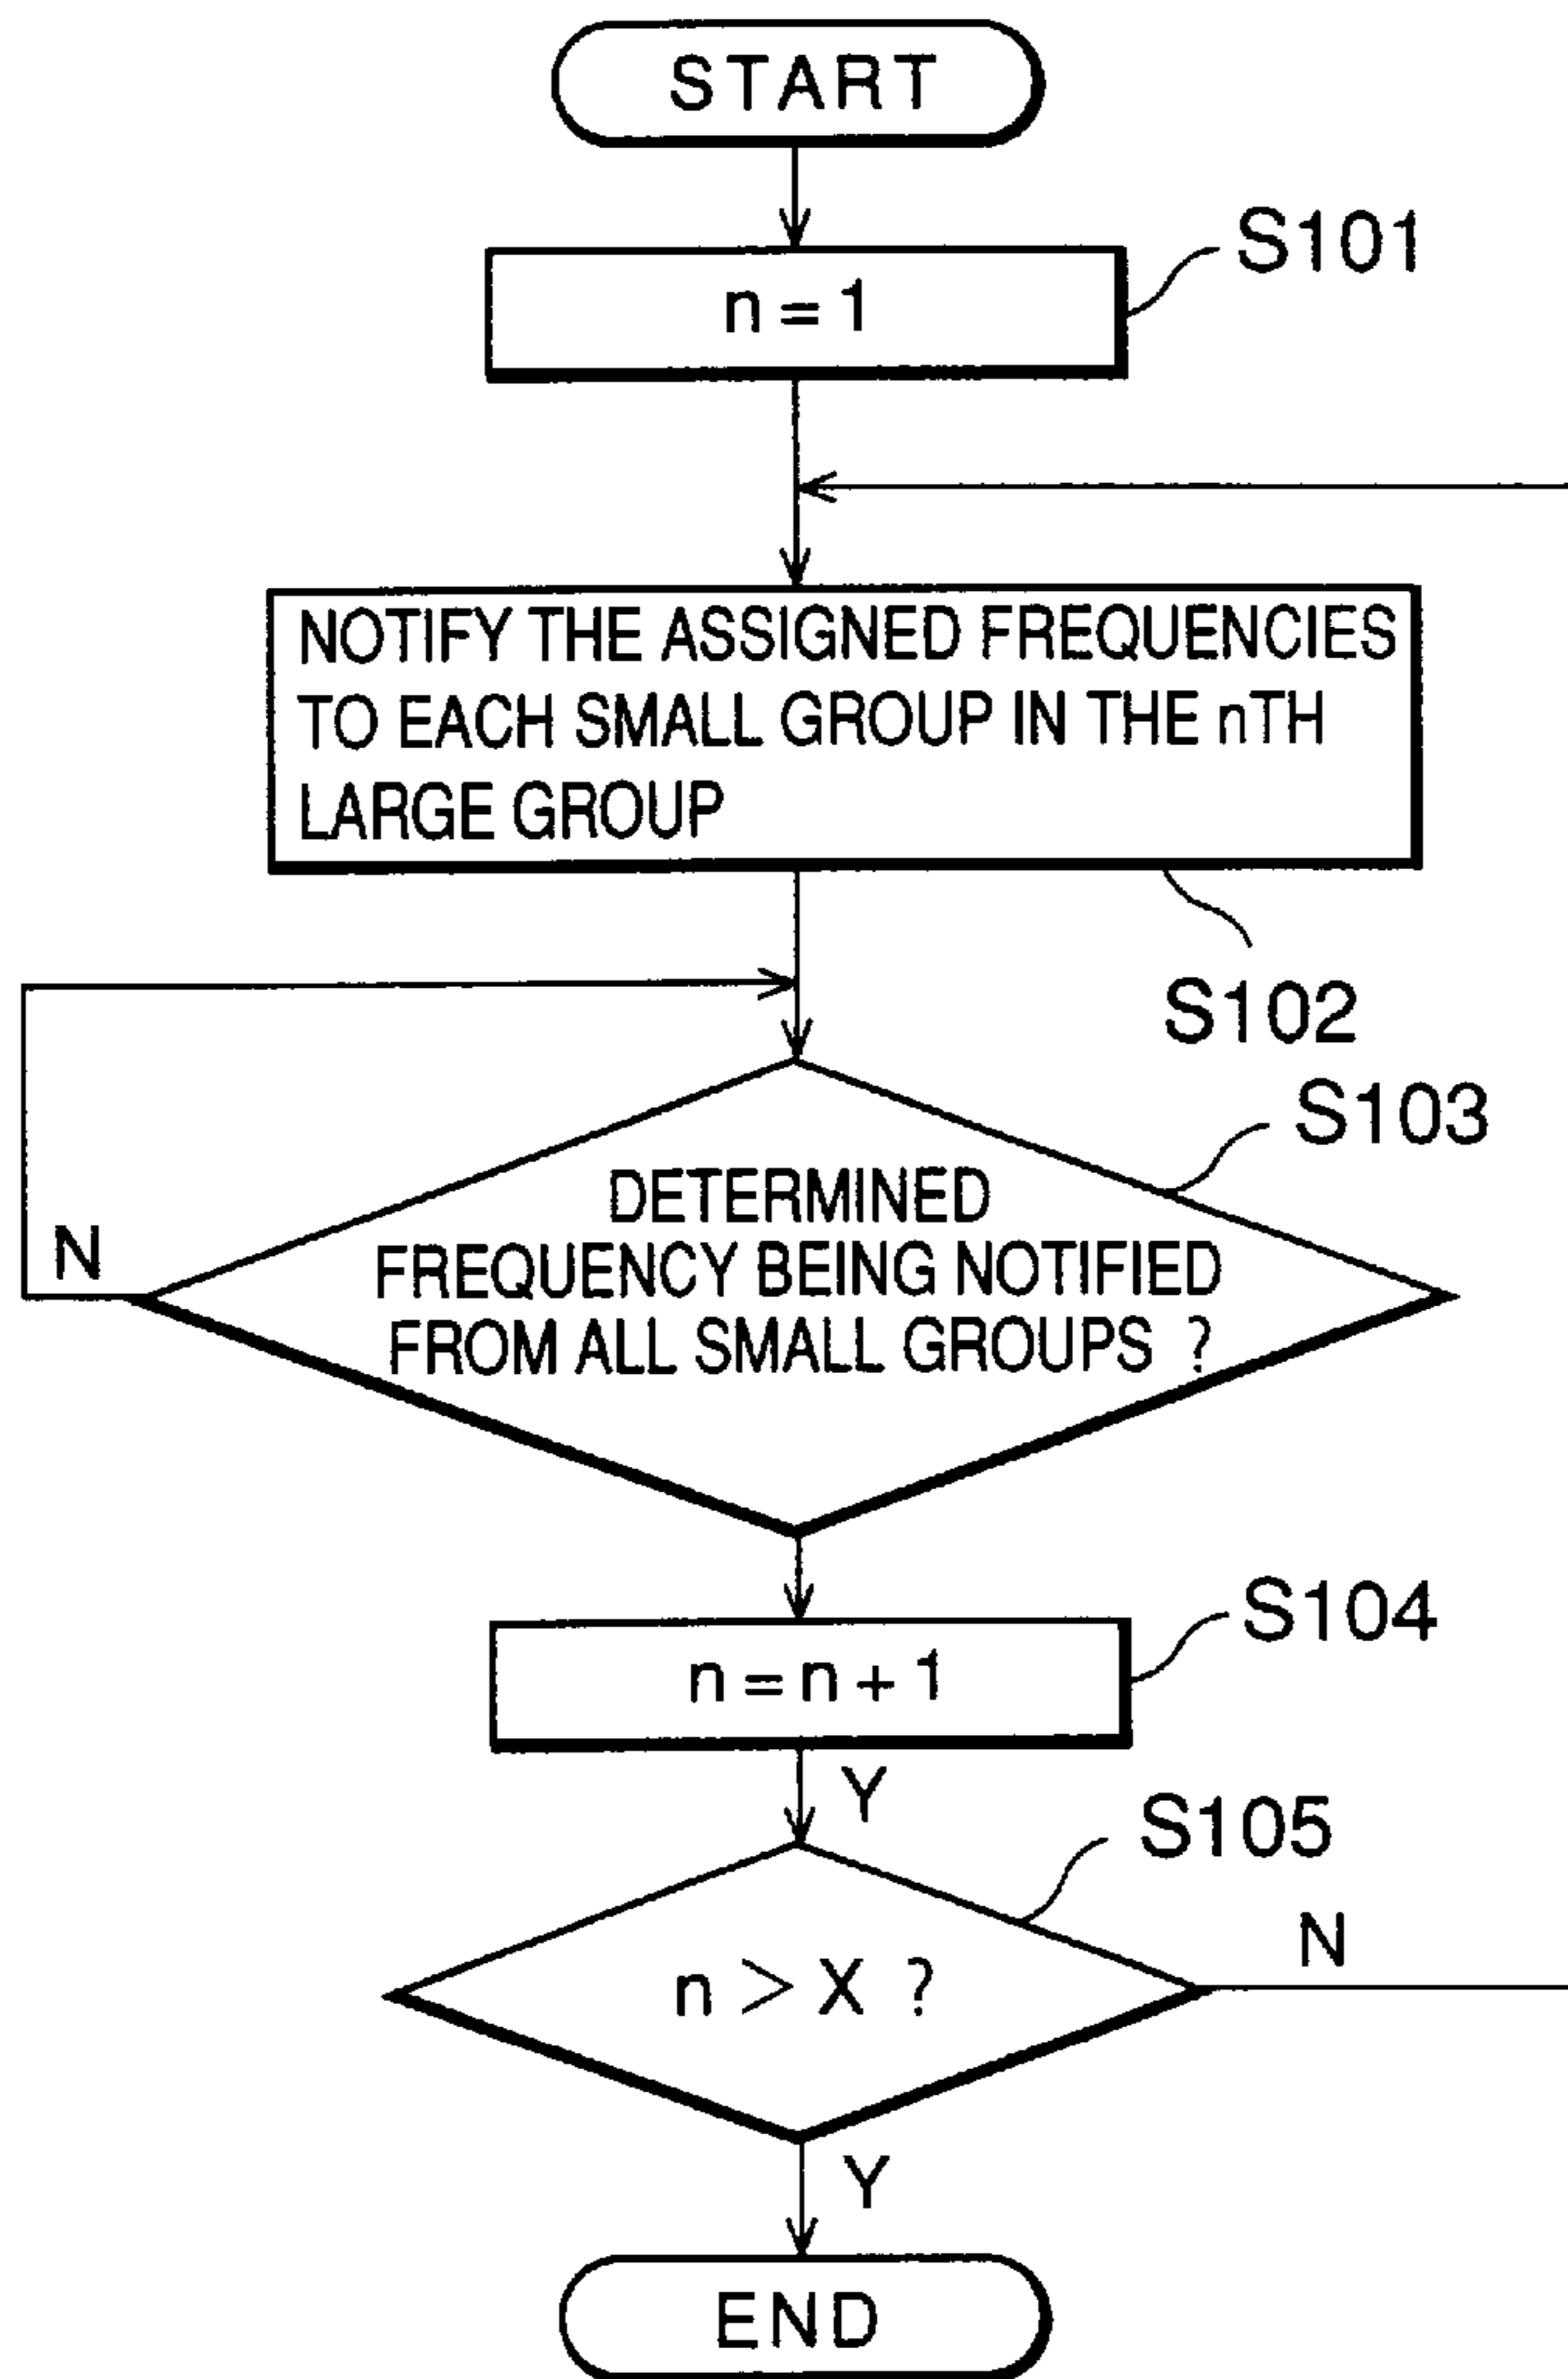 START
S101
n = 1
NOTIFY THE ASSIGNED FREQUENCIES
TO EACH SMALL GROUP IN THE nTH
LARGE GROUP
S102
S103
DETERMINED
FREQUENCY BEING NOTIFIED
FROM ALL SMALL GROUPS ?
N
S104
n = n + 1
Y
S105
n > X ?
N
Y
END